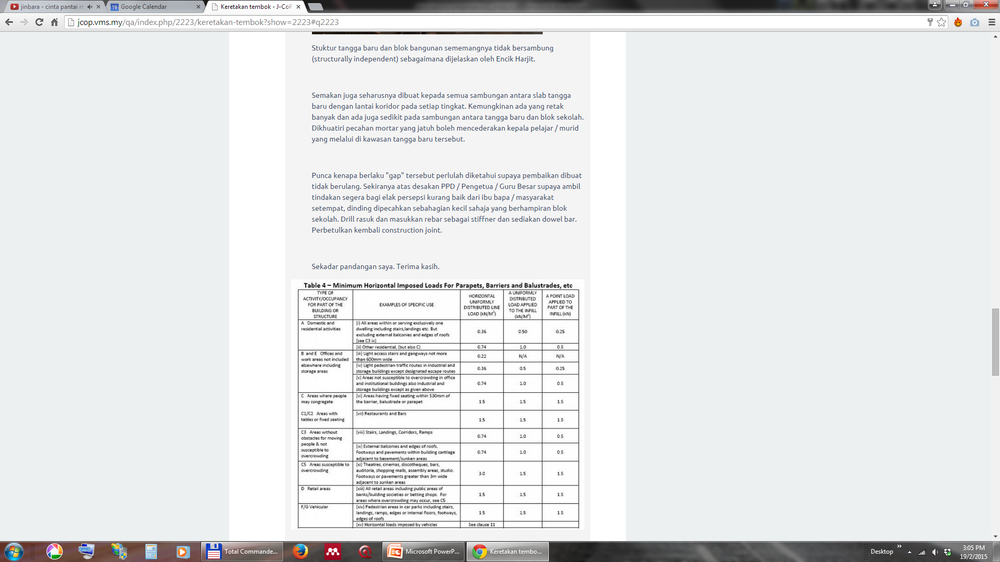 jinbara - cinta pantai m
Google Calendar
Keretakan tembok - J-CoP
jcop.vms.my/qa/index.php/2223/keretakan-tembok?show=2223#q2223
Stuktur tangga baru dan blok bangunan sememangnya tidak bersambung
(structurally independent) sebagaimana dijelaskan oleh Encik Harjit.
Semakan juga seharusnya dibuat kepada semua sambungan antara slab tangga
baru dengan lantai koridor pada setiap tingkat. Kemungkinan ada yang retak
banyak dan ada juga sedikit pada sambungan antara tangga baru dan blok sekolah.
Dikhuatiri pecahan mortar yang jatuh boleh mencederakan kepala pelajar / murid
yang melalui di kawasan tangga baru tersebut.
Punca kenapa berlaku "gap" tersebut perlulah diketahui supaya pembaikan dibuat
tidak berulang. Sekiranya atas desakan PPD / Pengetua / Guru Besar supaya ambil
tindakan segera bagi elak persepsi kurang baik dari ibu bapa / masyarakat
setempat, dinding dipecahkan sebahagian kecil sahaja yang berhampiran blok
sekolah. Drill rasuk dan masukkan rebar sebagai stiffner dan sediakan dowel bar.
Perbetulkan kembali construction joint.
Sekadar pandangan saya. Terima kasih.
Table 4 – Minimum Horizontal Imposed Loads For Parapets, Barriers and Balustrades, etc
TYPE OF
ACTIVITY/OCCUPANCY
FOR PART OF THE
BUILDING OR
STRUCTURE
EXAMPLES OF SPECIFIC USE
HORIZONTAL
UNIFORMLY
DISTRIBUTED LINE
LOAD (kN/M²)
A UNIFORMLY
DISTRIBUTED
LOAD APPLIED
TO THE INFILL
(kN/M²)
A POINT LOAD
APPLIED TO
PART OF THE
INFILL (kN)
A Domestic and
residential activities
(i) All areas within or serving exclusively one
dwelling including stairs,landings etc. But
excluding external balconies and edges of roofs
(see C3 ix)
0.36 0.50 0.25
(ii) Other residential, (but also C) 0.74 1.0 0.5
B and E Offices and
work areas not included
elsewhere including
storage areas
(iii) Light access stairs and gangways not more
than 600mm wide
0.22 N/A N/A
(iv) Light pedestrian traffic routes in industrial and
storage buildings except designated escape routes
0.36 0.5 0.25
(v) Areas not susceptible to overcrowding in office
and institutional buildings also industrial and
storage buildings except as given above
0.74 1.0 0.5
C Areas where people
may congregate
(vi) Areas having fixed seating within 530mm of
the barrier, balustrade or parapet
1.5 1.5 1.5
C1/C2 Areas with
tables or fixed seating
(vii) Restaurants and Bars
1.5 1.5 1.5
C3 Areas without
obstacles for moving
people & not
susceptible to
overcrowding
(viii) Stairs, Landings, Corridors, Ramps
0.74 1.0 0.5
(ix) External balconies and edges of roofs.
Footways and pavements within building cartilage
adjacent to basement/sunken areas
0.74 1.0 0.5
C5 Areas susceptible to
overcrowding
(xi) Theatres, cinemas, discotheques, bars,
auditoria, shopping malls, assembly areas, studio.
Footways or pavements greater than 3m wide
adjacent to sunken areas
3.0 1.5 1.5
D Retail areas
(xiii) All retail areas including public areas of
banks/building societies or betting shops. For
areas where overcrowding may occur, see C5
1.5 1.5 1.5
F/G Vehicular
(xiv) Pedestrian areas in car parks including stairs,
landings, ramps, edges or internal floors, footways,
edges of roofs
1.5 1.5 1.5
(xv) Horizontal loads imposed by vehicles See clause 11
Total Commande...
Microsoft PowerP...
Keretakan tembo...
Desktop
3:05 PM
19/2/2015